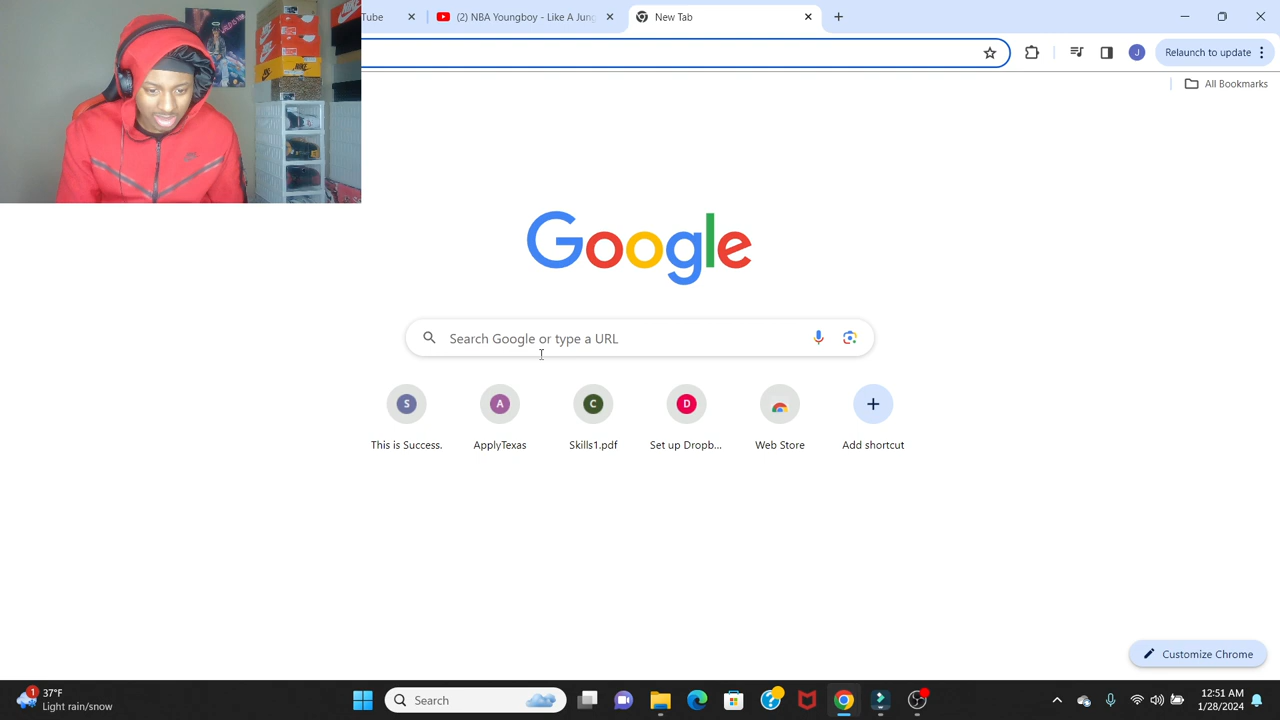 Tube
(2) NBA Youngboy - Like A Jung
New Tab
Relaunch to update
J
All Bookmarks
NIKE
Google
Search Google or type a URL
S
A
C
D
This is Success.
ApplyTexas
Skills1.pdf
Set up Dropb...
Web Store
Add shortcut
Customize Chrome
1
37°F
Light rain/snow
Search
12:51 AM
1/28/2024